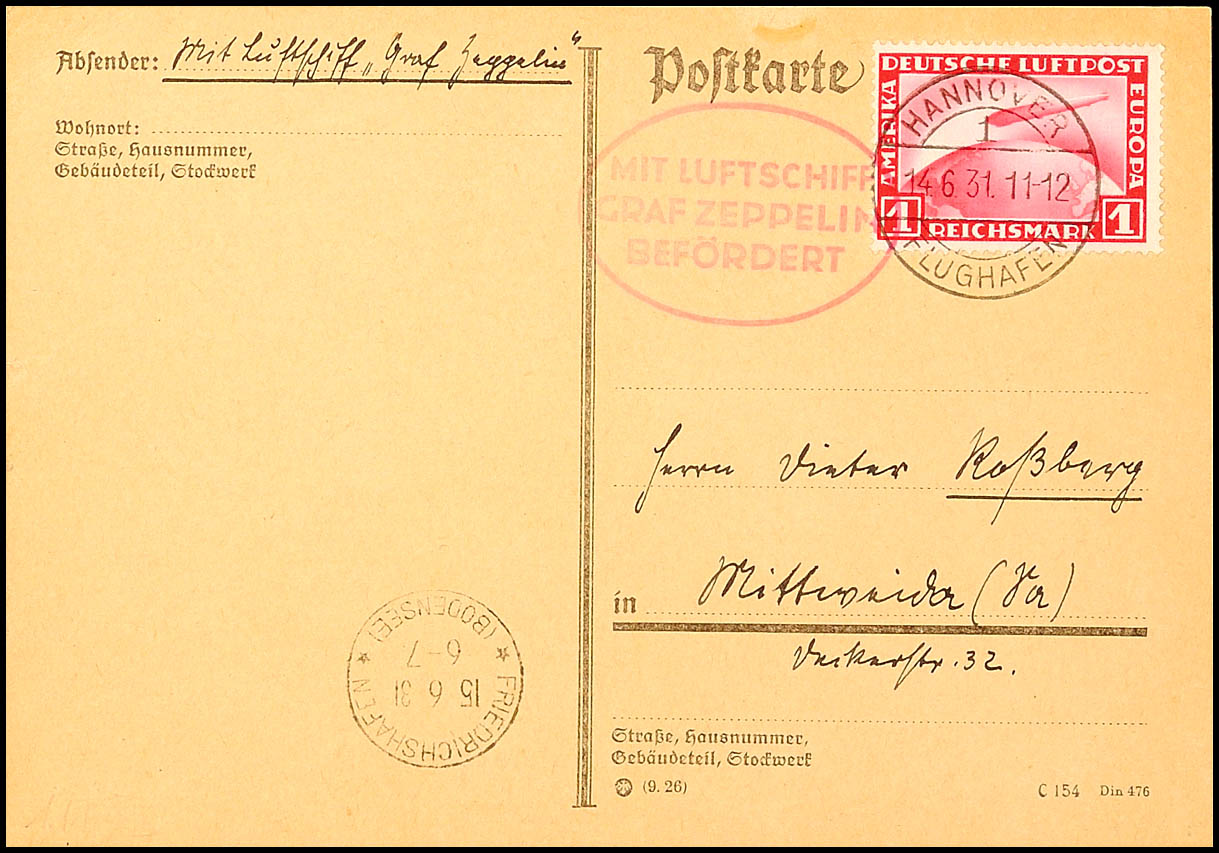 Absender: Mit Luftschiff „Graf Zeppelin“
Wohnort:
Straße, Hausnummer,
Gebäudeteil, Stockwerk
Postkarte
DEUTSCHE LUFTPOST
AMERIKA
EUROPA
1 REICHSMARK 1
HANNOVER
1
14.6.31. 11-12
FLUGHAFEN
MIT LUFTSCHIFF
GRAF ZEPPELIN
BEFÖRDERT
Herrn Dieter Roßberg
in Mittweida (Sa)
Deckerstr. 32.
FRIEDRICHSHAFEN
15 6 31
6-7
(BODENSEE)
Straße, Hausnummer,
Gebäudeteil, Stockwerk
(9. 26)
C 154 Din 476